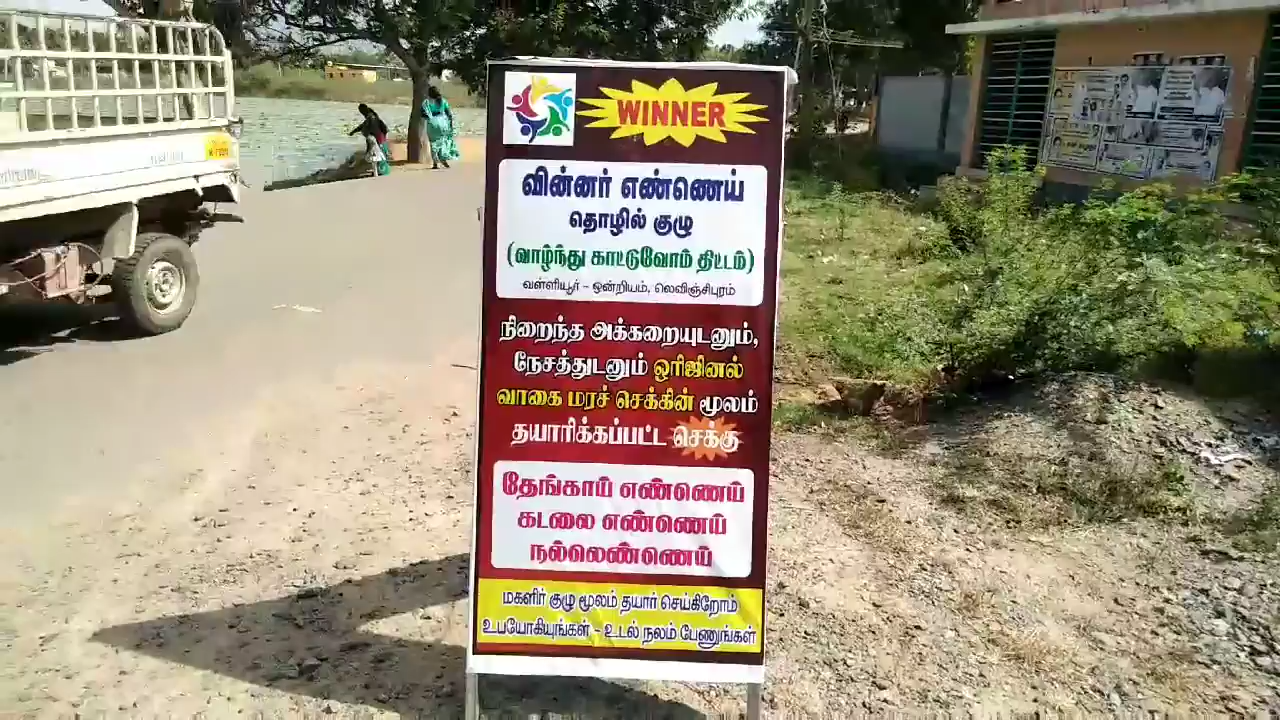 WINNER
வின்னர் எண்ணெய்
தொழில் குழு
(வாழ்ந்து காட்டுவோம் திட்டம்)
வள்ளியூர் - ஒன்றியம், லெவிஞ்சிபுரம்
நிறைந்த அக்கறையுடனும்,
நேசத்துடனும் ஒரிஜினல்
வாகை மரச் செக்கின் மூலம்
தயாரிக்கப்பட்ட செக்கு
தேங்காய் எண்ணெய்
கடலை எண்ணெய்
நல்லெண்ணெய்
மகளிர் குழு மூலம் தயார் செய்கிறோம்
உபயோகியுங்கள் - உடல் நலம் பேணுங்கள்